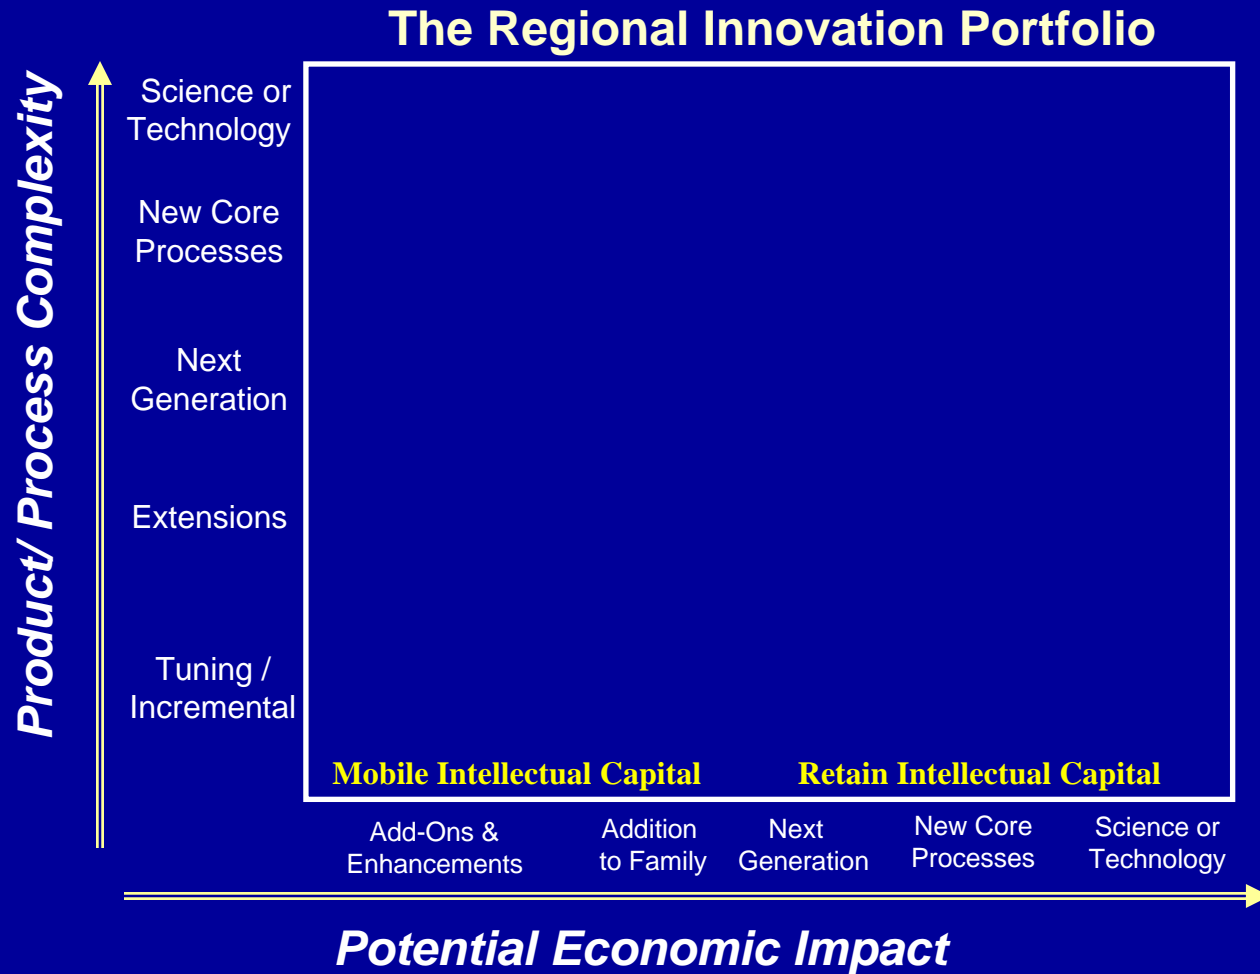 The Regional Innovation Portfolio
Product/ Process Complexity
Science or
Technology
New Core
Processes
Next
Generation
Extensions
Tuning /
Incremental
Mobile Intellectual Capital
Retain Intellectual Capital
Add-Ons &
Enhancements
Addition
to Family
Next
Generation
New Core
Processes
Science or
Technology
Potential Economic Impact